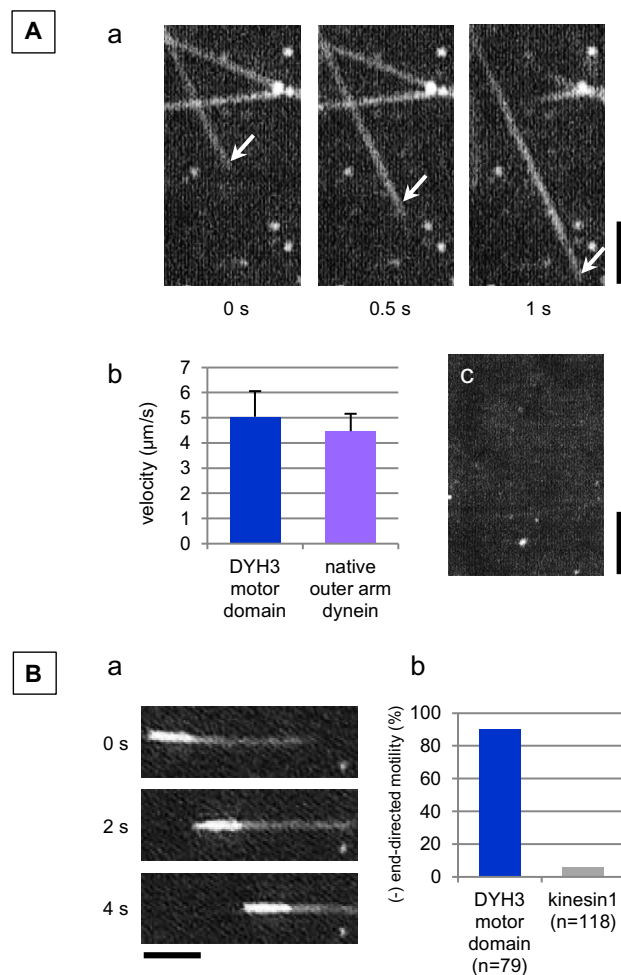 A
a
0 s
0.5 s
1 s
b
velocity (µm/s)
7
6
5
4
3
2
1
0
DYH3
motor
domain
native
outer arm
dynein
c
B
a
0 s
2 s
4 s
b
(-) end-directed motility (%)
100
80
60
40
20
0
DYH3
motor
domain
(n=79)
kinesin1
(n=118)